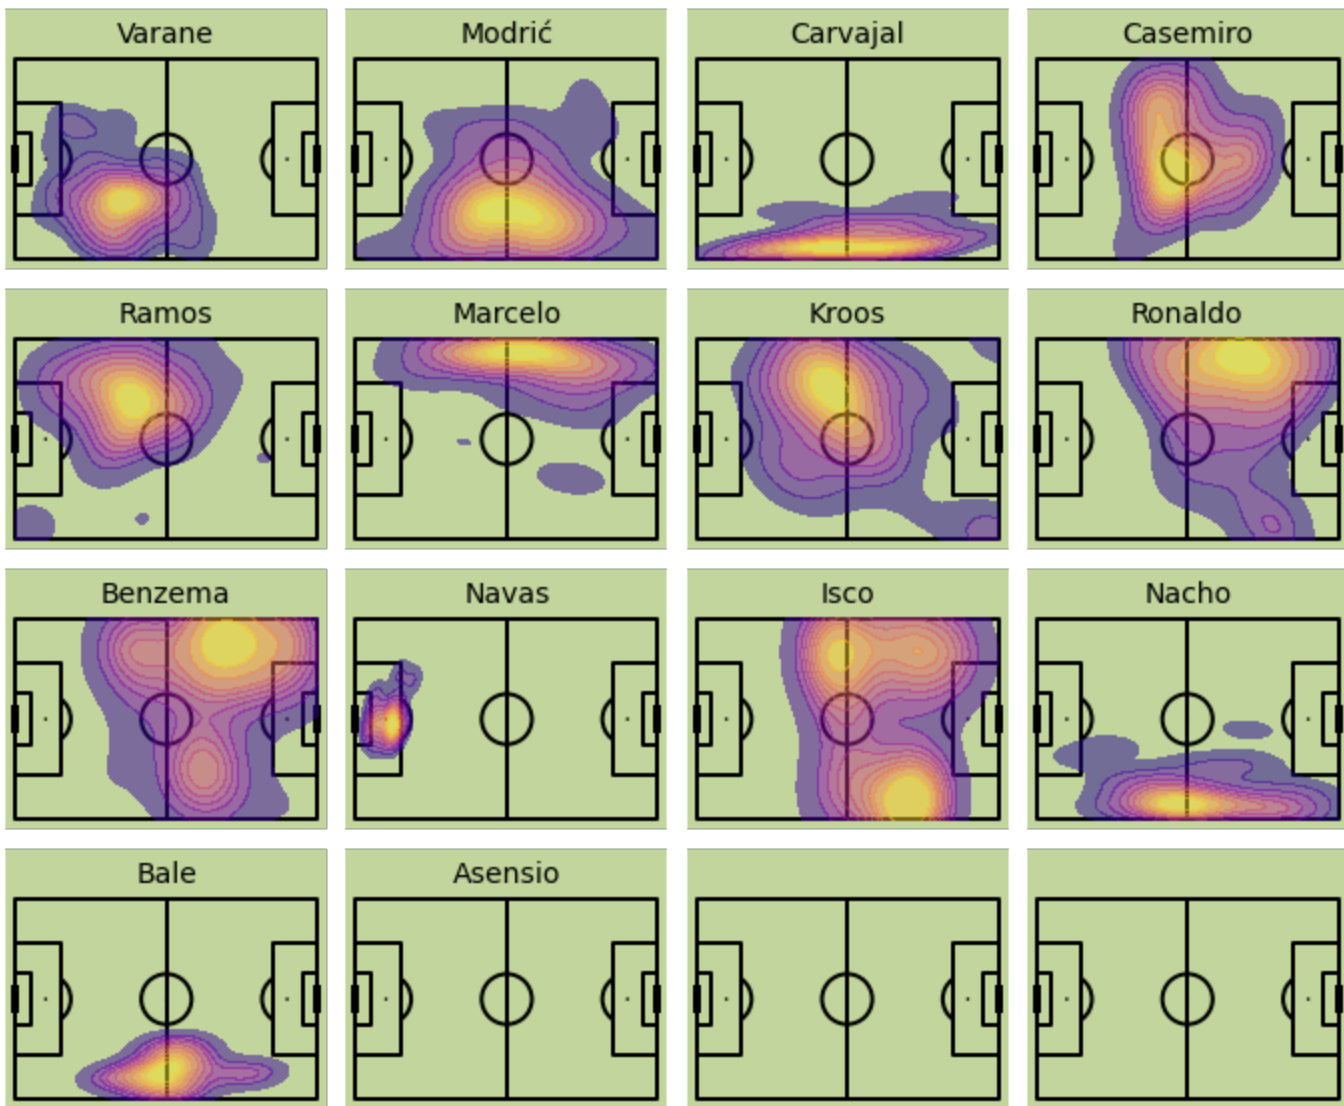 Varane
Modrić
Carvajal
Casemiro
Ramos
Marcelo
Kroos
Ronaldo
Benzema
Navas
Isco
Nacho
Bale
Asensio